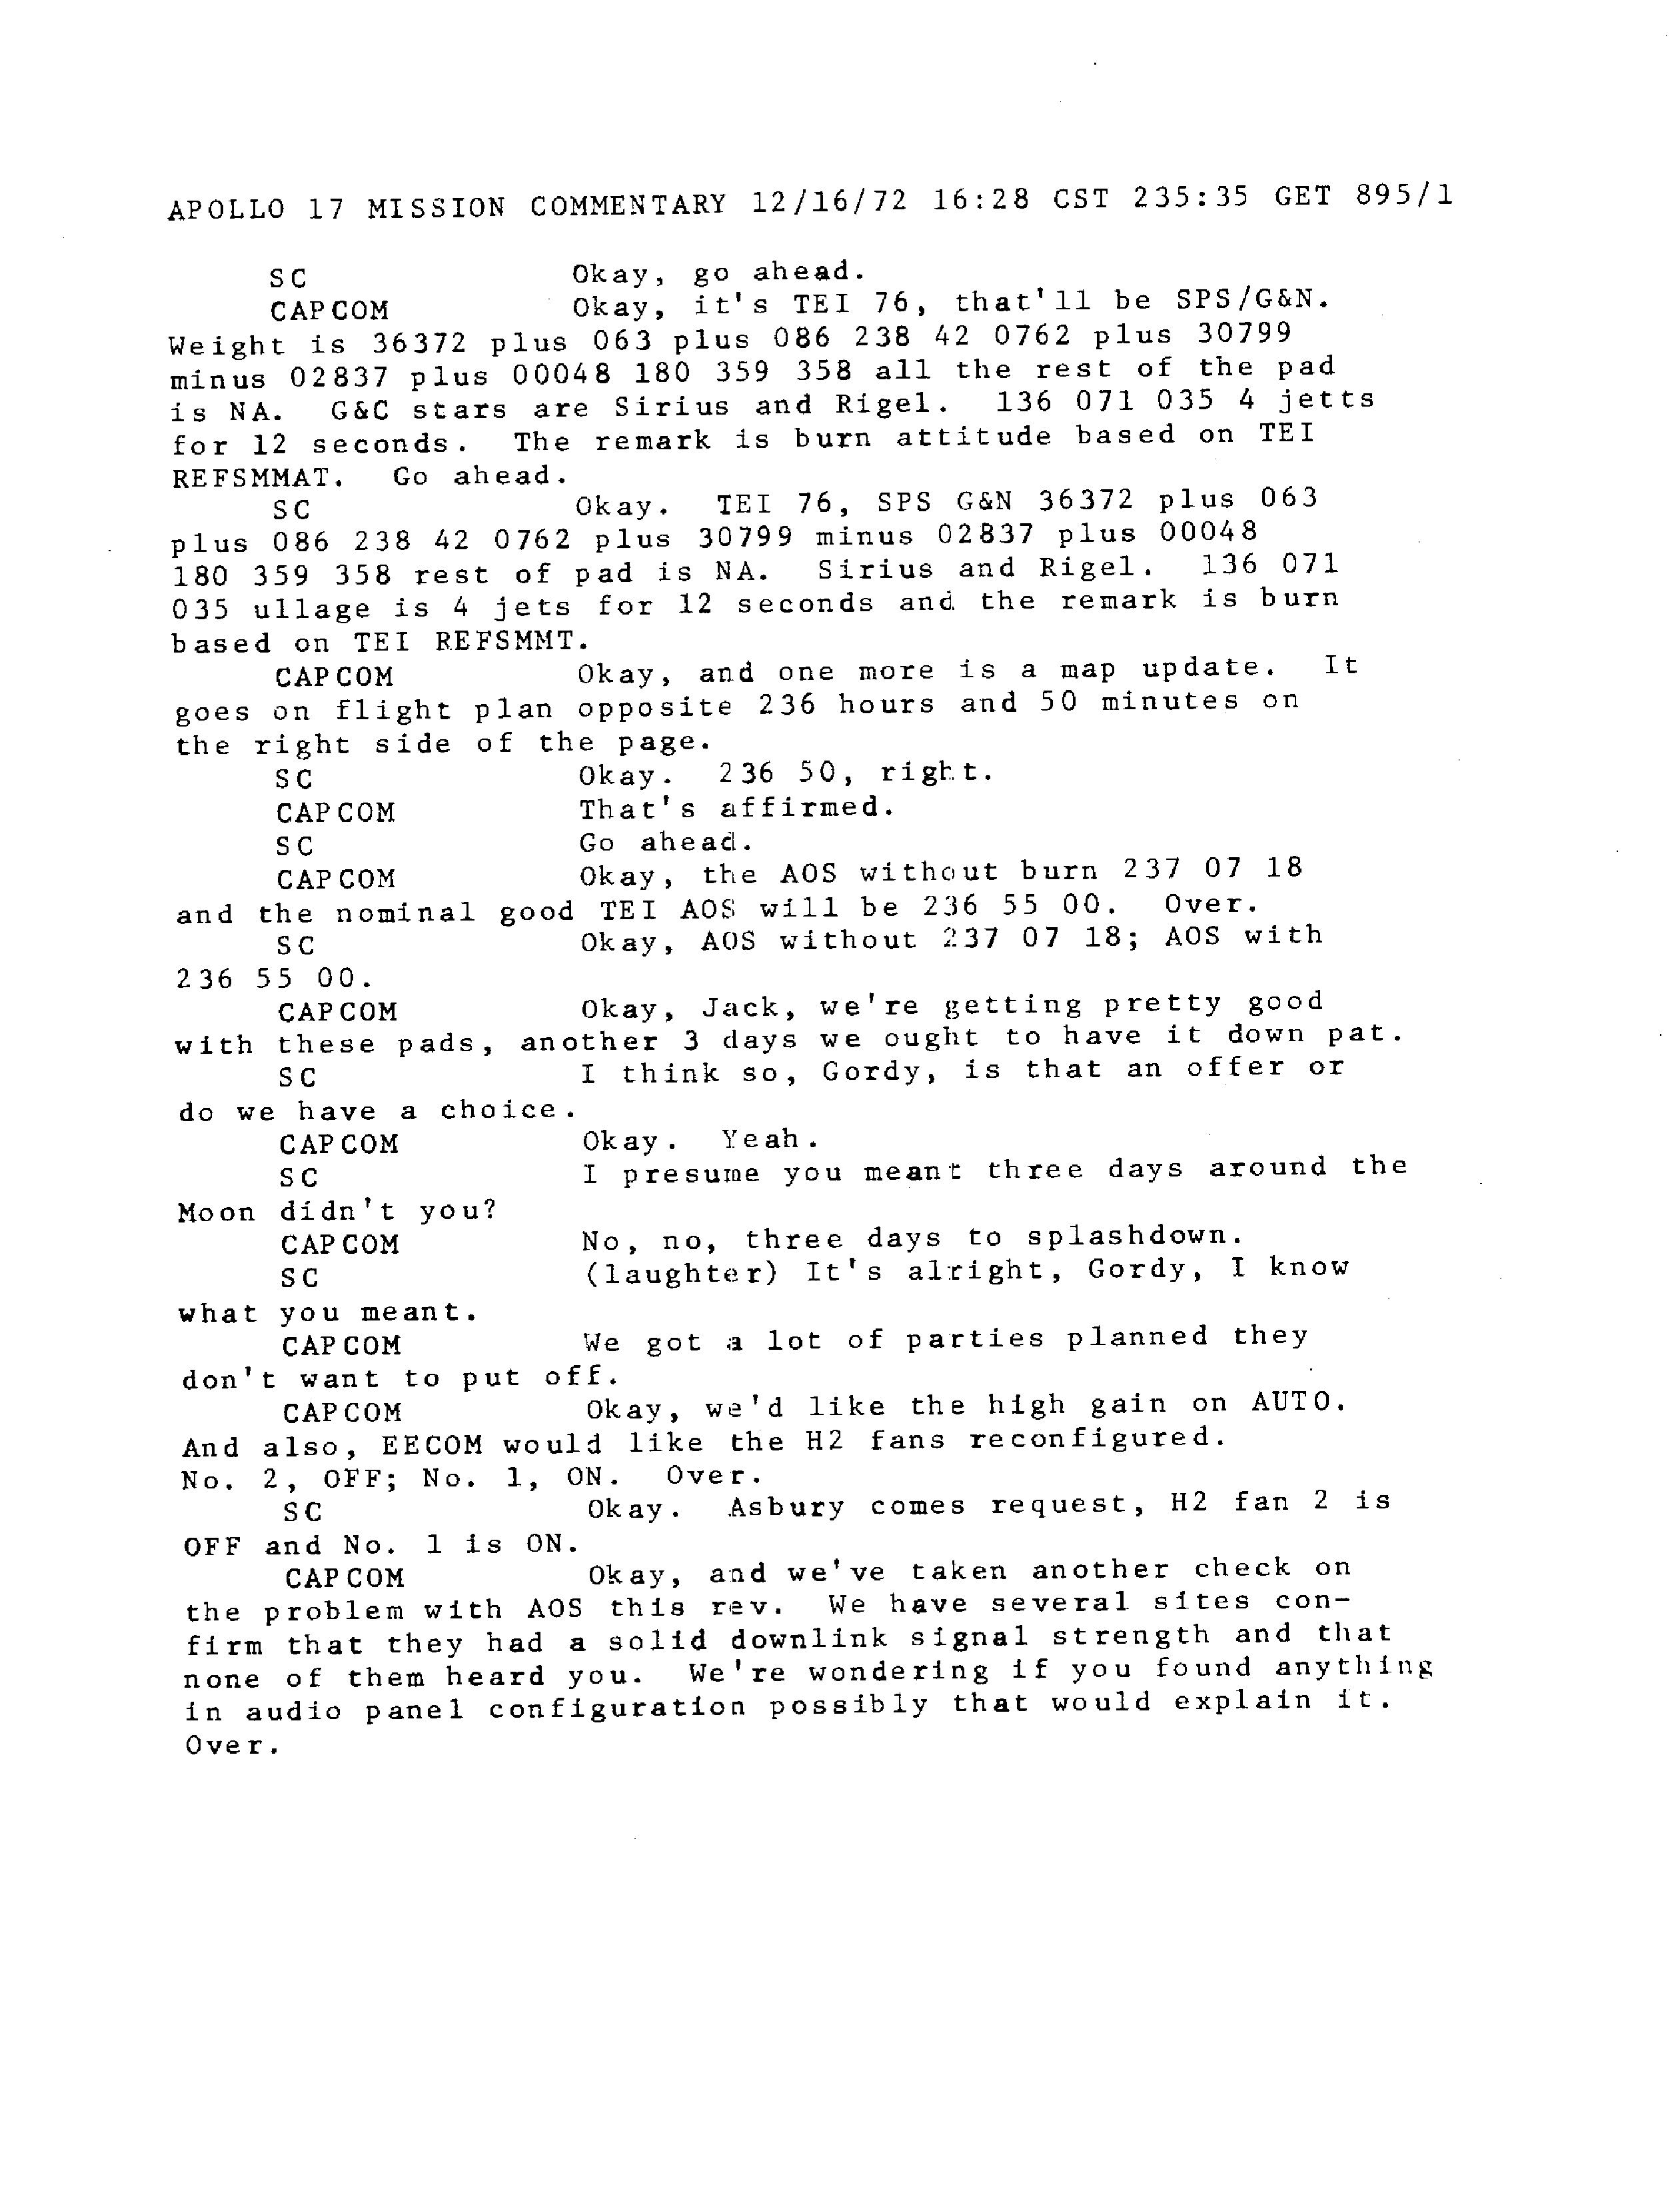 APOLLO 17 MISSION COMMENTARY 12/16/72 16:28 CST 235:35 GET 895/1
SC Okay, go ahead.
CAPCOM Okay, it's TEI 76, that'll be SPS/G&N.
Weight is 36372 plus 063 plus 086 238 42 0762 plus 30799
minus 02837 plus 00048 180 359 358 all the rest of the pad
is NA. G&C stars are Sirius and Rigel. 136 071 035 4 jetts
for 12 seconds. The remark is burn attitude based on TEI
REFSMMAT. Go ahead.
SC Okay. TEI 76, SPS G&N 36372 plus 063
plus 086 238 42 0762 plus 30799 minus 02837 plus 00048
180 359 358 rest of pad is NA. Sirius and Rigel. 136 071
035 ullage is 4 jets for 12 seconds and the remark is burn
based on TEI REFSMMT.
CAPCOM Okay, and one more is a map update. It
goes on flight plan opposite 236 hours and 50 minutes on
the right side of the page.
SC Okay. 236 50, right.
CAPCOM That's affirmed.
SC Go ahead.
CAPCOM Okay, the AOS without burn 237 07 18
and the nominal good TEI AOS will be 236 55 00. Over.
SC Okay, AOS without 237 07 18; AOS with
236 55 00.
CAPCOM Okay, Jack, we're getting pretty good
with these pads, another 3 days we ought to have it down pat.
SC I think so, Gordy, is that an offer or
do we have a choice.
CAPCOM Okay. Yeah.
SC I presume you meant three days around the
Moon didn't you?
CAPCOM No, no, three days to splashdown.
SC (laughter) It's alright, Gordy, I know
what you meant.
CAPCOM We got a lot of parties planned they
don't want to put off.
CAPCOM Okay, we'd like the high gain on AUTO.
And also, EECOM would like the H2 fans reconfigured.
No. 2, OFF; No. 1, ON. Over.
SC Okay. Asbury comes request, H2 fan 2 is
OFF and No. 1 is ON.
CAPCOM Okay, and we've taken another check on
the problem with AOS this rev. We have several sites con-
firm that they had a solid downlink signal strength and that
none of them heard you. We're wondering if you found anything
in audio panel configuration possibly that would explain it.
Over.